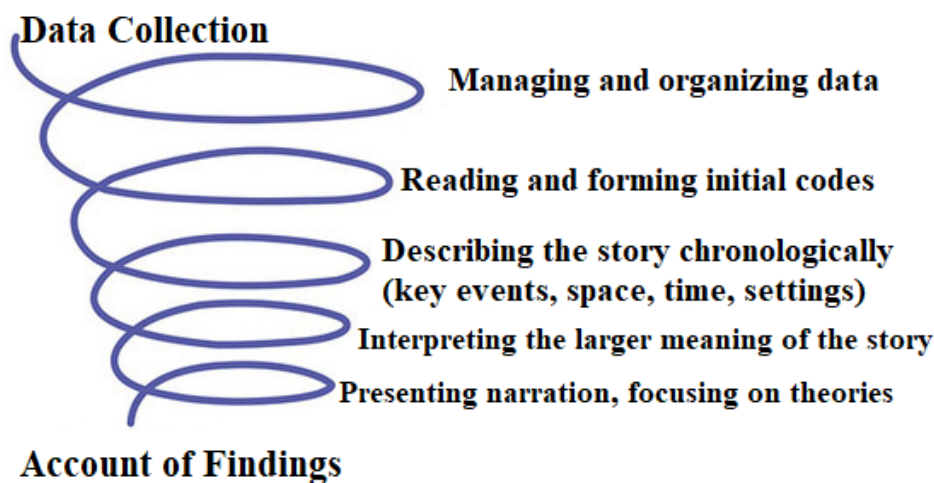 Data Collection
Managing and organizing data
Reading and forming initial codes
Describing the story chronologically
(key events, space, time, settings)
Interpreting the larger meaning of the story
Presenting narration, focusing on theories
Account of Findings